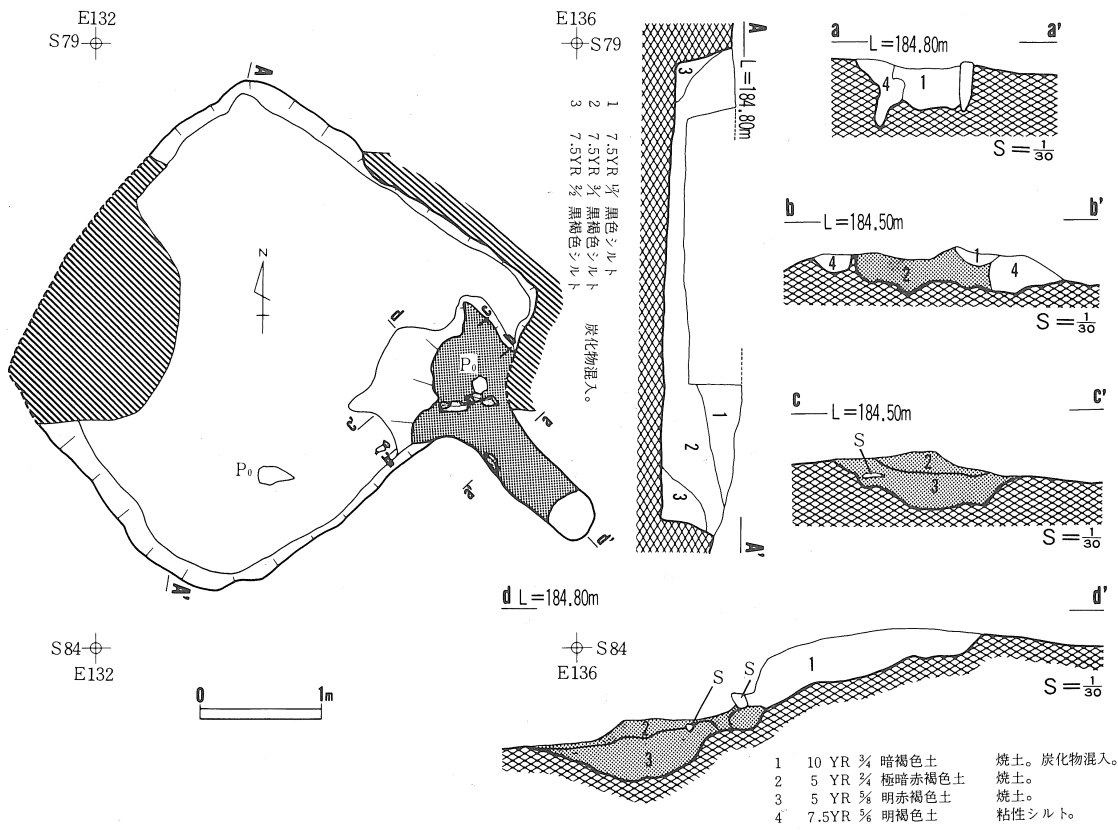 E132
S79
E136
S79
A
A'
N
P₀
P₀
a
a'
b
c
c'
d
d'
S84
E132
E136
S84
0 1m
A
L=184.80m
A'
3
2
1
3
1 7.5YR 1.7/1 黒色シルト
2 7.5YR 3/1 黒褐色シルト 炭化物混入。
3 7.5YR 2/2 黒褐色シルト
a L=184.80m a'
4 1
S=1/30
b L=184.50m b'
4 2 1 4
S=1/30
c L=184.50m c'
S
2
3
S=1/30
d L=184.80m d'
S S
1
2
3
S=1/30
1 10 YR 3/4 暗褐色土 焼土。炭化物混入。
2 5 YR 2/4 極暗赤褐色土 焼土。
3 5 YR 5/8 明赤褐色土 焼土。
4 7.5YR 5/6 明褐色土 粘性シルト。